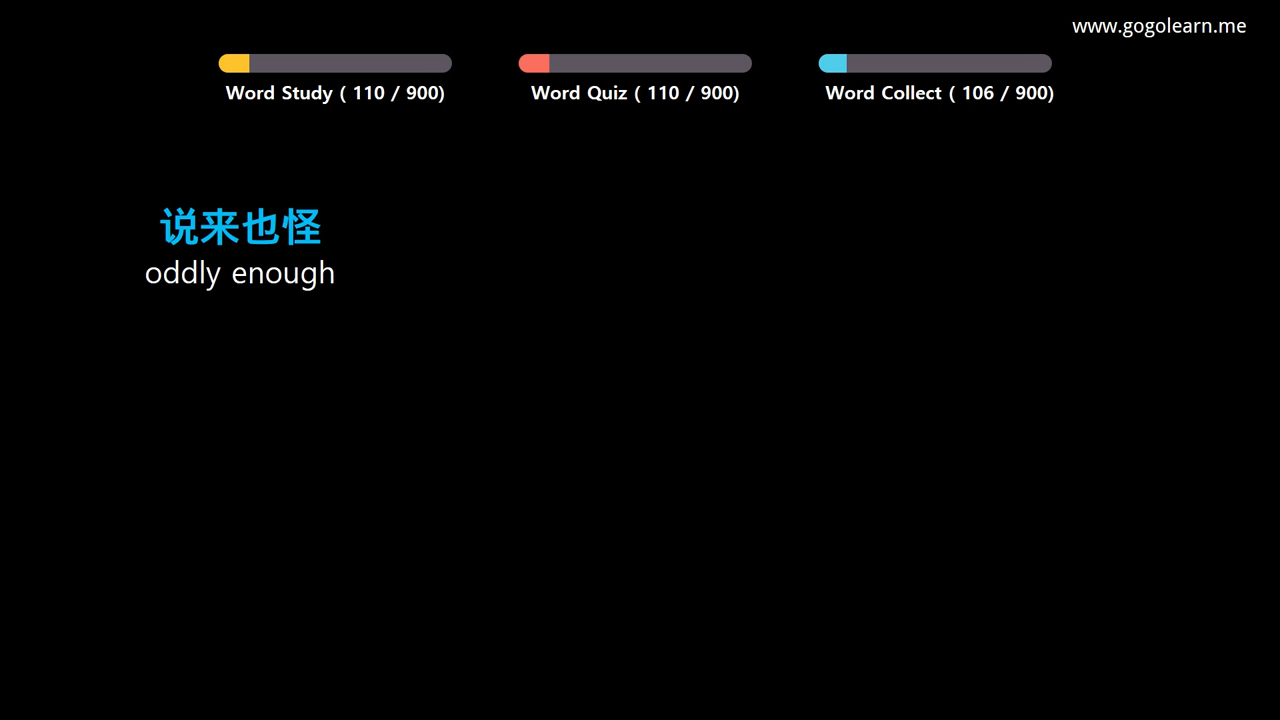 www.gogolearn.me
Word Study ( 110 / 900)
Word Quiz ( 110 / 900)
Word Collect ( 106 / 900)
说来也怪
oddly enough